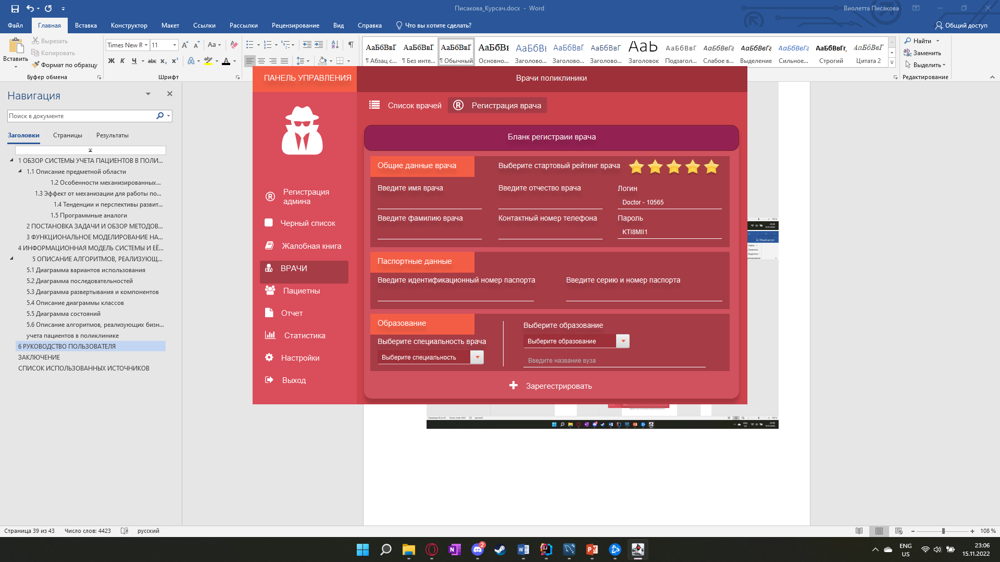 Писакова_Курсач.docx - Word
Виолетта Писакова
Файл
Главная
Вставка
Конструктор
Макет
Ссылки
Рассылки
Рецензирование
Вид
Справка
Что вы хотите сделать?
Общий доступ
Вставить
Вырезать
Копировать
Формат по образцу
Буфер обмена
Times New R
11
Шрифт
АаБбВвГ
АаБбВвГ
АаБбВвГ
АаБбВв
АаБбВв
АаБбВвГ
АаБбВвГ
АаЬ
АаБбВвГ
АаБбВвГг
АаБбВвГг
АаБбВвГг
АаБбВвГг,
АаБбВвГ
¶ Абзац с...
¶ Без инте...
¶ Обычный
Основно...
Заголово...
Заголово...
Заголово...
Заголовок
Подзагол...
Слабое в...
Выделение
Сильное...
Строгий
Цитата 2
Найти
Заменить
Выделить
Редактирование
Навигация
Поиск в документе
Заголовки
Страницы
Результаты
1 ОБЗОР СИСТЕМЫ УЧЕТА ПАЦИЕНТОВ В ПОЛИ...
1.1 Описание предметной области
1.2 Особенности механизированных...
1.3 Эффект от механизации для работы по...
1.4 Тенденции и перспективы развит...
1.5 Программные аналоги
2 ПОСТАНОВКА ЗАДАЧИ И ОБЗОР МЕТОДОВ...
3 ФУНКЦИОНАЛЬНОЕ МОДЕЛИРОВАНИЕ НА...
4 ИНФОРМАЦИОННАЯ МОДЕЛЬ СИСТЕМЫ И ЕЁ...
5 ОПИСАНИЕ АЛГОРИТМОВ, РЕАЛИЗУЮЩ...
5.1 Диаграмма вариантов использования
5.2 Диаграмма последовательностей
5.3 Диаграмма развертывания и компонентов
5.4 Описание диаграммы классов
5.5 Диаграмма состояний
5.6 Описание алгоритмов, реализующих бизн...
учета пациентов в поликлинике
6 РУКОВОДСТВО ПОЛЬЗОВАТЕЛЯ
ЗАКЛЮЧЕНИЕ
СПИСОК ИСПОЛЬЗОВАННЫХ ИСТОЧНИКОВ
ПАНЕЛЬ УПРАВЛЕНИЯ
Врачи поликлиники
Список врачей
Регистрация врача
Регистрация
админа
Черный список
Жалобная книга
ВРАЧИ
Пациетны
Отчет
Статистика
Настройки
Выход
Бланк регистраии врача
Общие данные врача
Выберите стартовый рейтинг врача
Введите имя врача
Введите отчество врача
Логин
Doctor - 10565
Введите фамилию врача
Контактный номер телефона
Пароль
KTI8MII1
Паспортные данные
Введите идентификационный номер паспорта
Введите серию и номер паспорта
Образование
Выберите специальность врача
Выберите специальность
Выберите образование
Выберите образование
Введите название вуза
Зарегестрировать
Страница 39 из 43
Число слов: 4423
русский
108 %
ENG
US
23:06
15.11.2022
2